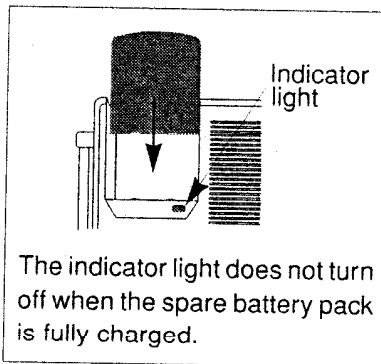 Indicator
light
The indicator light does not turn
off when the spare battery pack
is fully charged.